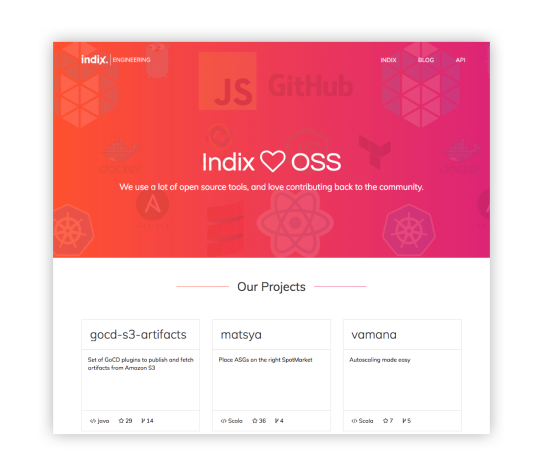 indix. ENGINEERING
INDIX BLOG API
JS GitHub
docker
Indix ♡ OSS
We use a lot of open source tools, and love contributing back to the community.
Our Projects
gocd-s3-artifacts
Set of GoCD plugins to publish and fetch
artifacts from Amazon S3
</> Java ☆ 29 14
matsya
Place ASGs on the right SpotMarket
</> Scala ☆ 36 4
vamana
Autoscaling made easy
</> Scala ☆ 7 5